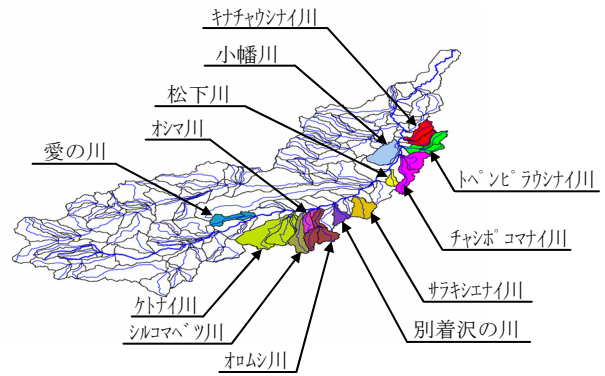 ｷﾅﾁｬｳｼﾅｲ川
小幡川
松下川
ｵｼﾏ川
愛の川
ﾄﾍﾟﾝﾋﾟﾗｳｼﾅｲ川
ﾁｬｼﾎﾟｺﾏﾅｲ川
ｻﾗｷｼｴﾅｲ川
別着沢の川
ｹﾄﾅｲ川
ｼﾙｺﾏﾍﾞﾂ川
ｵﾛﾑｼ川